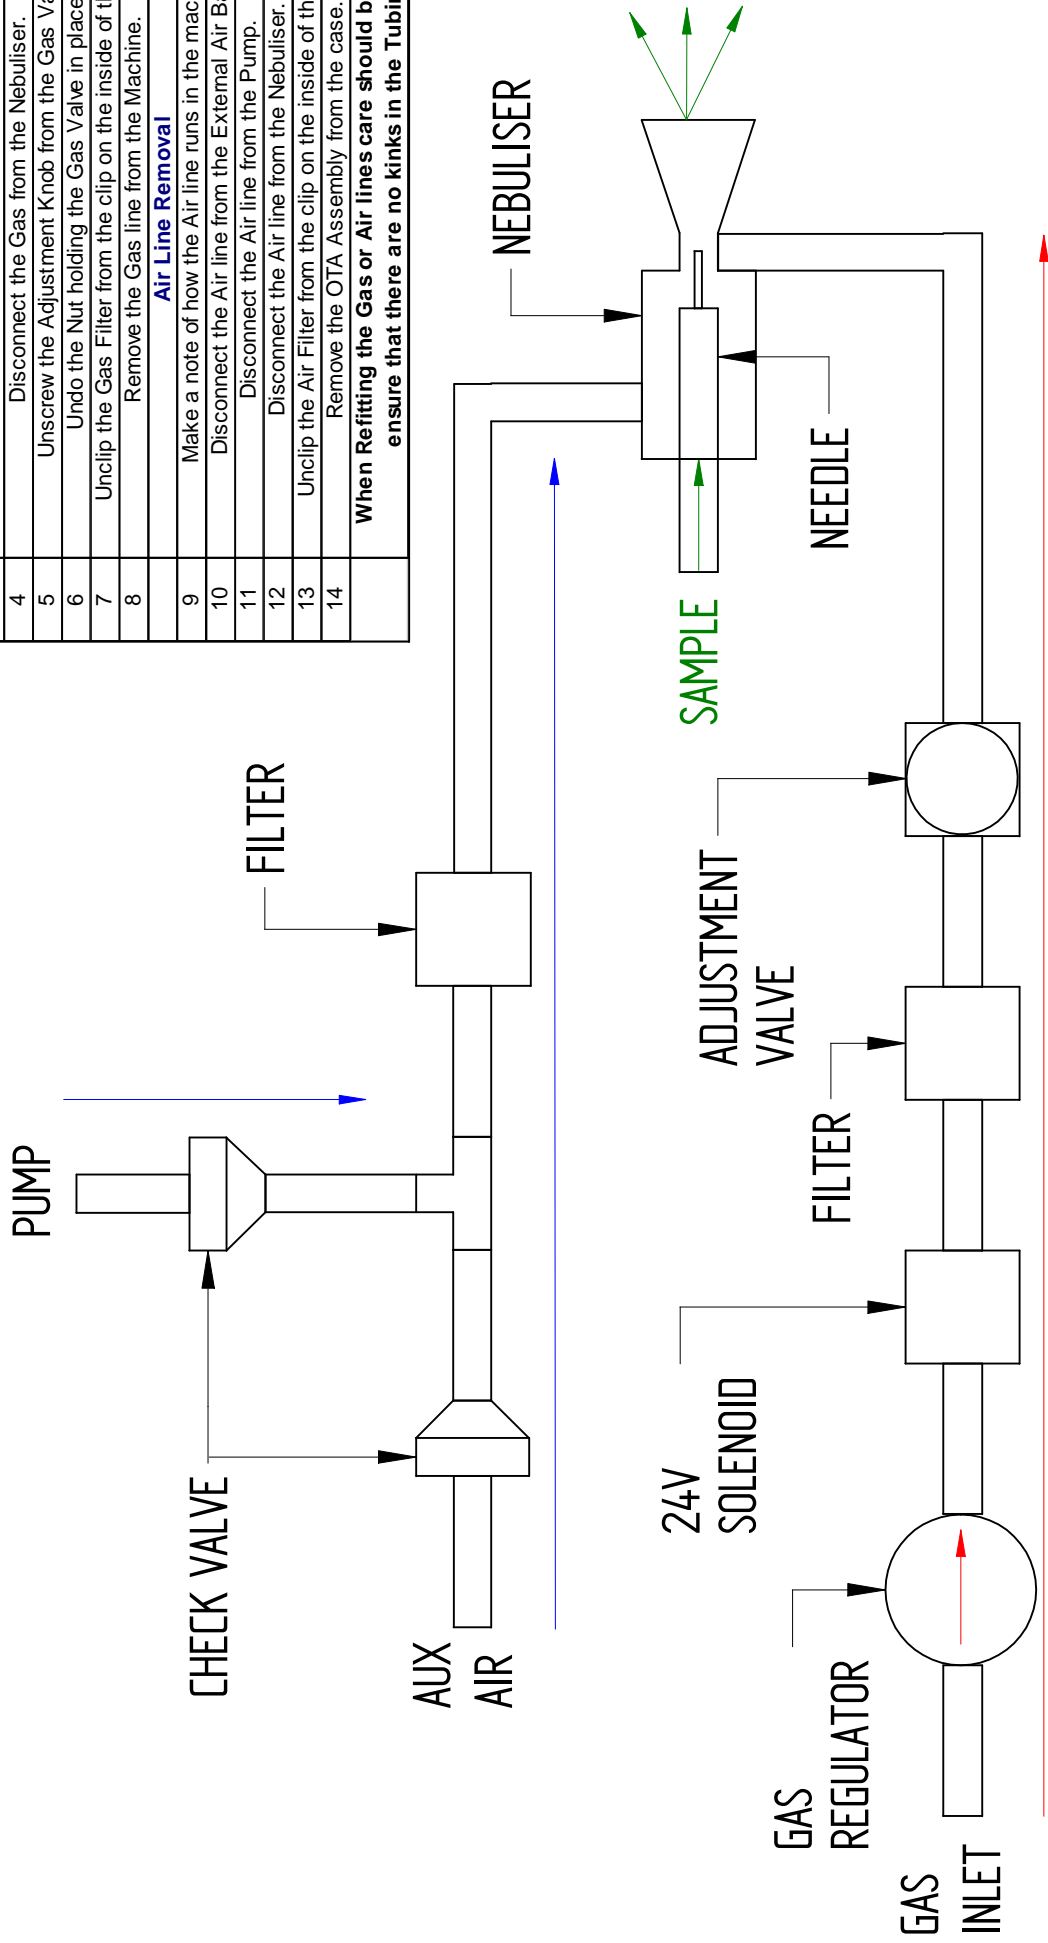 4 Disconnect the Gas from the Nebuliser.
5 Unscrew the Adjustment Knob from the Gas
6 Undo the Nut holding the Gas Valve in place
7 Unclip the Gas Filter from the clip on the inside of
8 Remove the Gas line from the Machine.
Air Line Removal
9 Make a note of how the Air line runs in the
10 Disconnect the Air line from the External Air
11 Disconnect the Air line from the Pump.
12 Disconnect the Air line from the Nebuliser.
13 Unclip the Air Filter from the clip on the inside of
14 Remove the OTA Assembly from the case.
When Refitting the Gas or Air lines care should
ensure that there are no kinks in the
PUMP
FILTER
CHECK VALVE
AUX
AIR
NEBULISER
SAMPLE
NEEDLE
ADJUSTMENT
VALVE
FILTER
24V
SOLENOID
GAS
REGULATOR
GAS
INLET